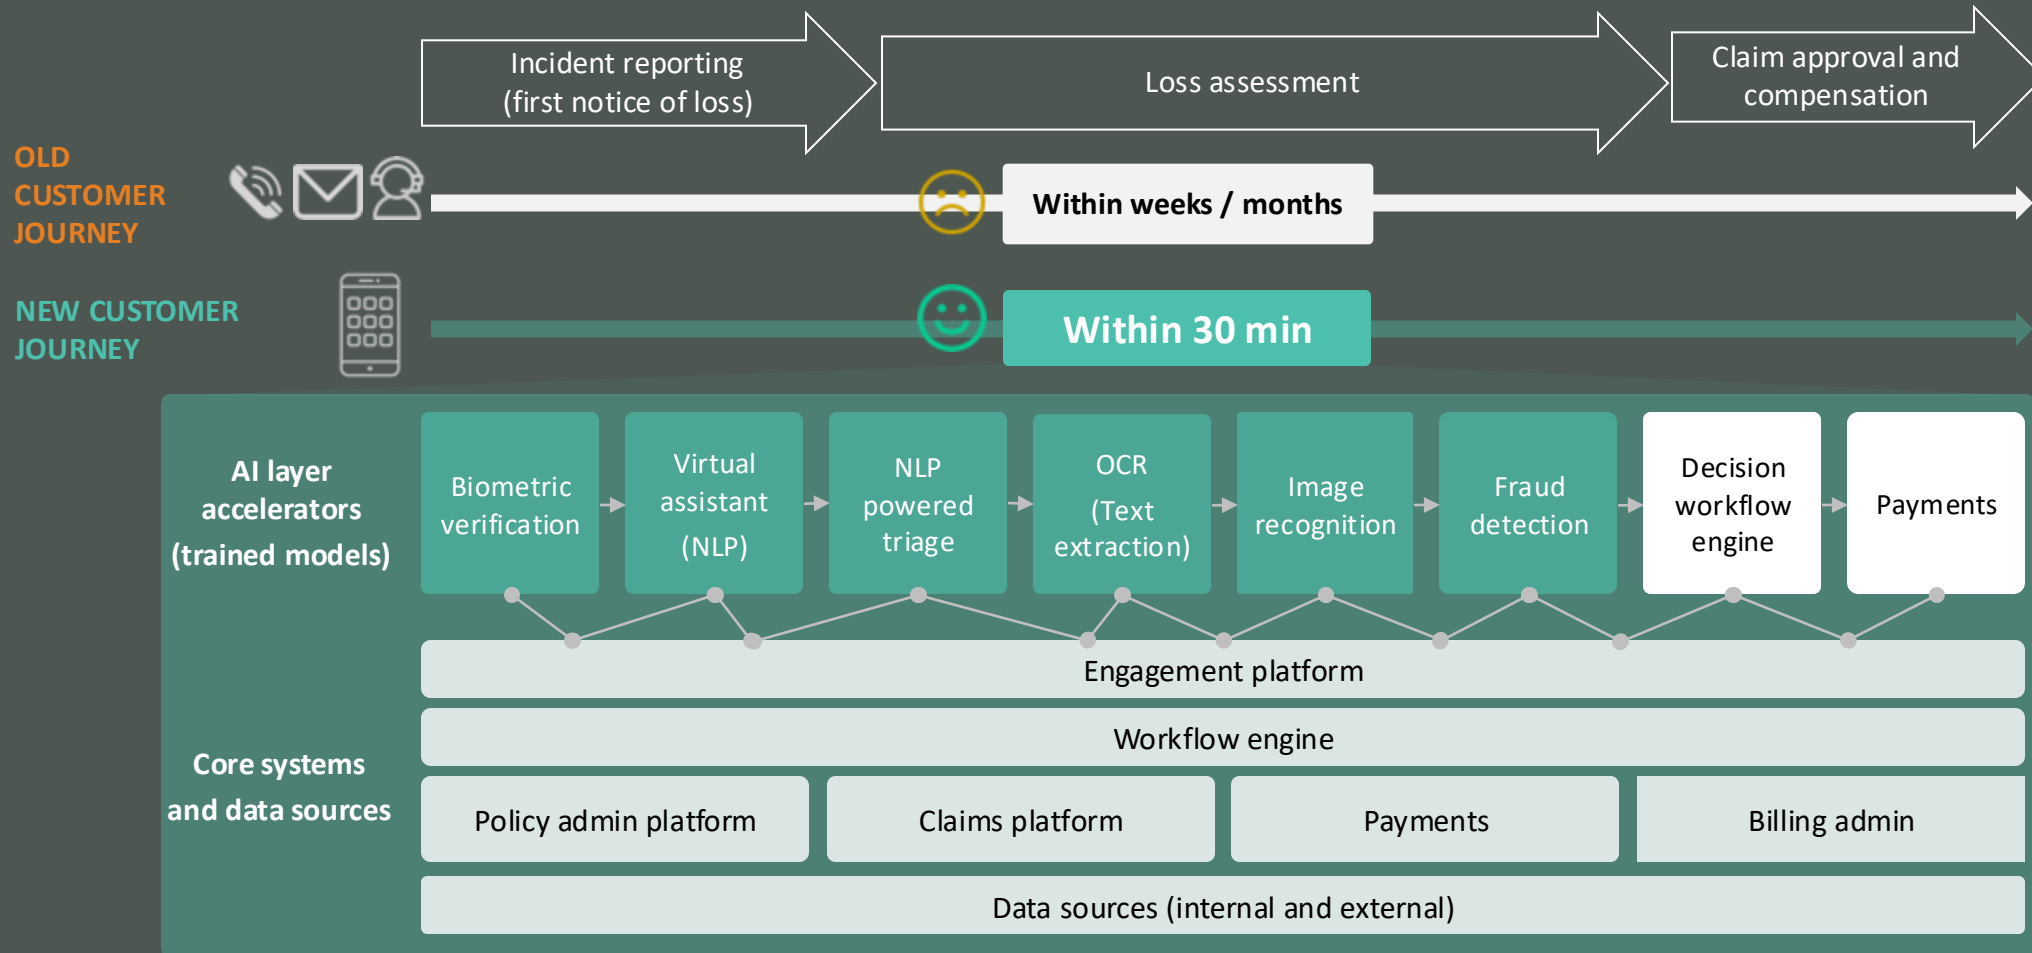 Incident reporting
(first notice of loss)
Loss assessment
Claim approval and
compensation
OLD
CUSTOMER
JOURNEY
Within weeks / months
NEW CUSTOMER
JOURNEY
Within 30 min
AI layer
accelerators
(trained models)
Biometric
verification
Virtual
assistant
(NLP)
NLP
powered
triage
OCR
(Text
extraction)
Image
recognition
Fraud
detection
Decision
workflow
engine
Payments
Engagement platform
Workflow engine
Core systems
and data sources
Policy admin platform
Claims platform
Payments
Billing admin
Data sources (internal and external)